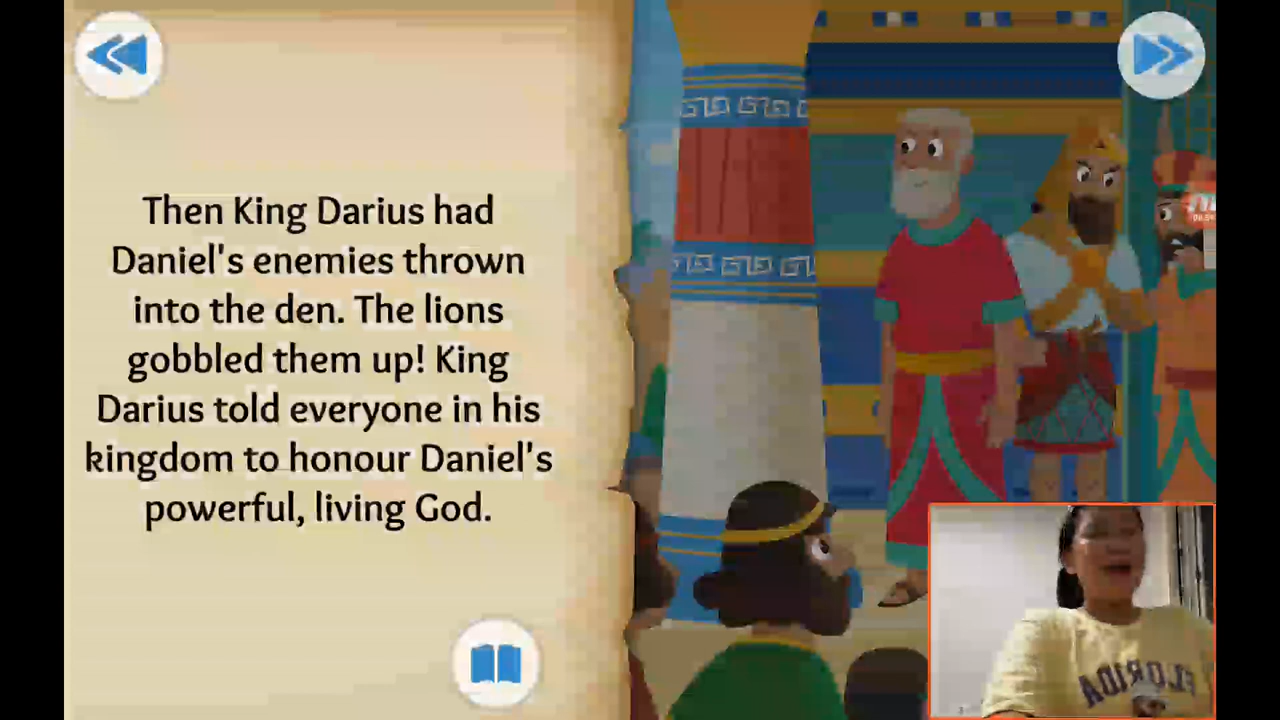 Then King Darius had
Daniel's enemies thrown
into the den. The lions
gobbled them up! King
Darius told everyone in his
kingdom to honour Daniel's
powerful, living God.
FLORIDA